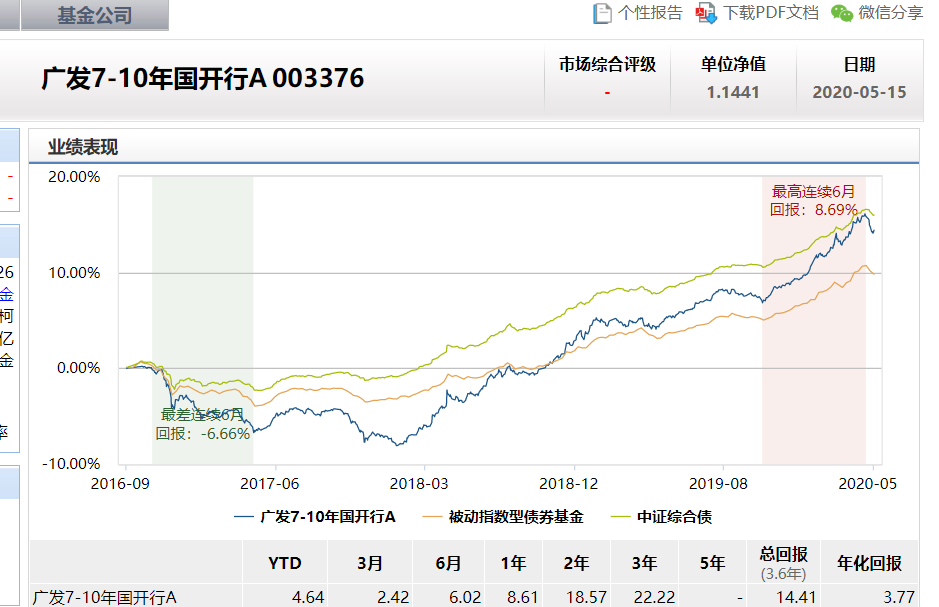 基金公司
个性报告 下载PDF文档 微信分享
广发7-10年国开行A 003376
市场综合评级 单位净值 日期
- 1.1441 2020-05-15
业绩表现
-
-
26
金
柯
亿
金
率
20.00%
10.00%
0.00%
-10.00%
最高连续6月
回报：8.69%
最差连续6月
回报：-6.66%
2016-09 2017-06 2018-03 2018-12 2019-08 2020-05
广发7-10年国开行A 被动指数型债券基金 中证综合债
YTD 3月 6月 1年 2年 3年 5年 总回报 年化回报
(3.6年)
广发7-10年国开行A 4.64 2.42 6.02 8.61 18.57 22.22 - 14.41 3.77